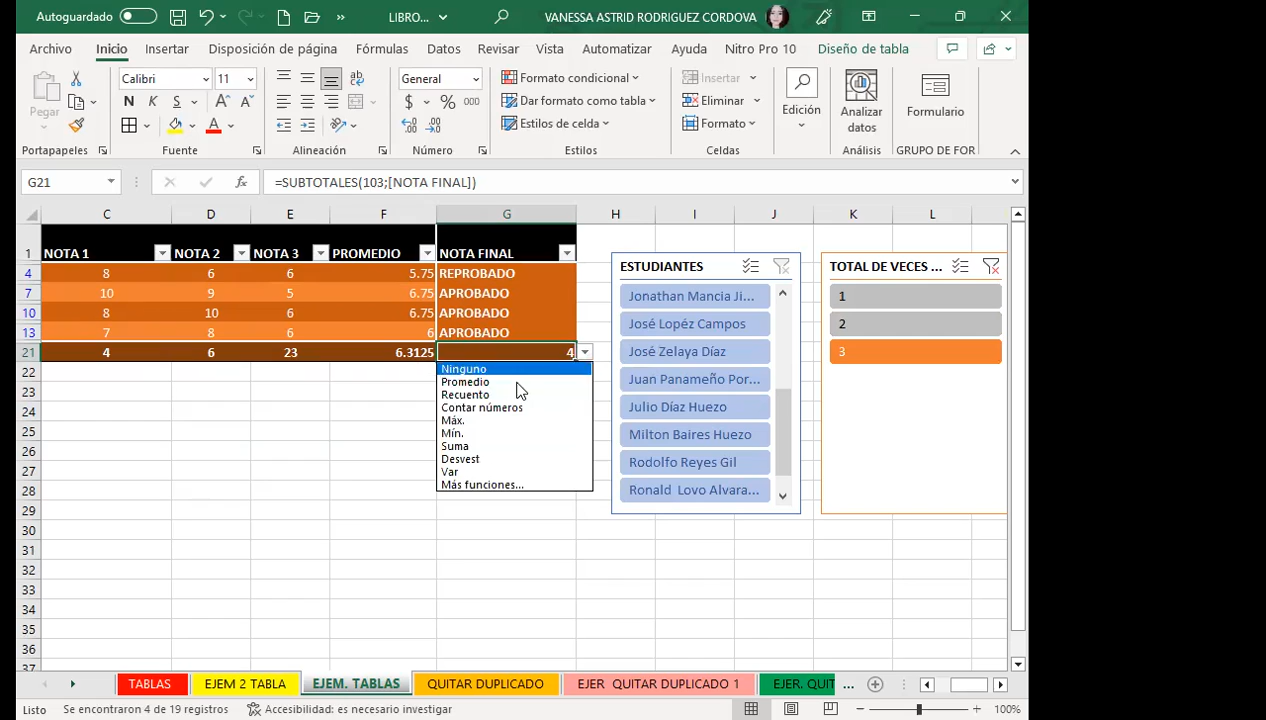 Autoguardado
LIBRO...
VANESSA ASTRID RODRIGUEZ CORDOVA
Archivo Inicio Insertar Disposición de página Fórmulas Datos Revisar Vista Automatizar Ayuda Nitro Pro 10 Diseño de tabla
Pegar
Portapapeles
Calibri 11
N K S
Fuente
Alineación
General
$ % 000
Número
Formato condicional
Dar formato como tabla
Estilos de celda
Estilos
Insertar
Eliminar
Formato
Celdas
Edición
Analizar datos
Análisis
Formulario
GRUPO DE FOR
G21 fx =SUBTOTALES(103;[NOTA FINAL])
C D E F G H I J K L
1 NOTA 1 NOTA 2 NOTA 3 PROMEDIO NOTA FINAL
4 8 6 6 5.75 REPROBADO
7 10 9 5 6.75 APROBADO
10 8 10 6 6.75 APROBADO
13 7 8 6 6 APROBADO
21 4 6 23 6.3125 4
22
23
24
25
26
27
28
29
30
31
32
33
34
35
36
37
Ninguno
Promedio
Recuento
Contar números
Máx.
Mín.
Suma
Desvest
Var
Más funciones...
ESTUDIANTES
Jonathan Mancia Ji...
José Lopéz Campos
José Zelaya Díaz
Juan Panameño Por...
Julio Díaz Huezo
Milton Baires Huezo
Rodolfo Reyes Gil
Ronald Lovo Alvara...
TOTAL DE VECES ...
1
2
3
TABLAS EJEM 2 TABLA EJEM. TABLAS QUITAR DUPLICADO EJER QUITAR DUPLICADO 1 EJER. QUIT ...
Listo Se encontraron 4 de 19 registros Accesibilidad: es necesario investigar 100%